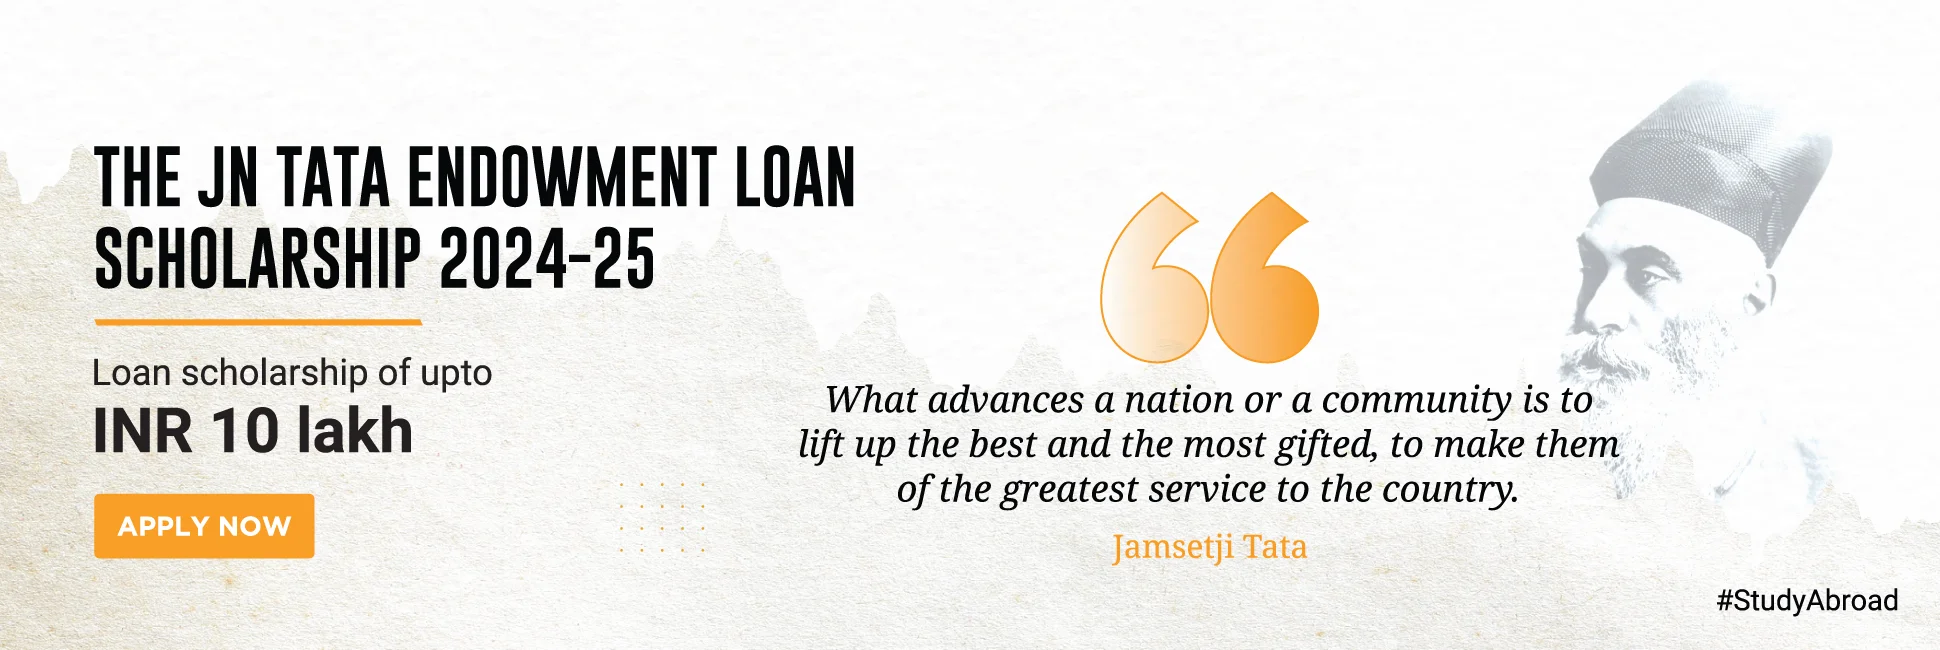 THE JN TATA ENDOWMENT LOAN
SCHOLARSHIP 2024-25
Loan scholarship of upto
INR 10 lakh
APPLY NOW
What advances a nation or a community is to
lift up the best and the most gifted, to make them
of the greatest service to the country.
Jamsetji Tata
#StudyAbroad